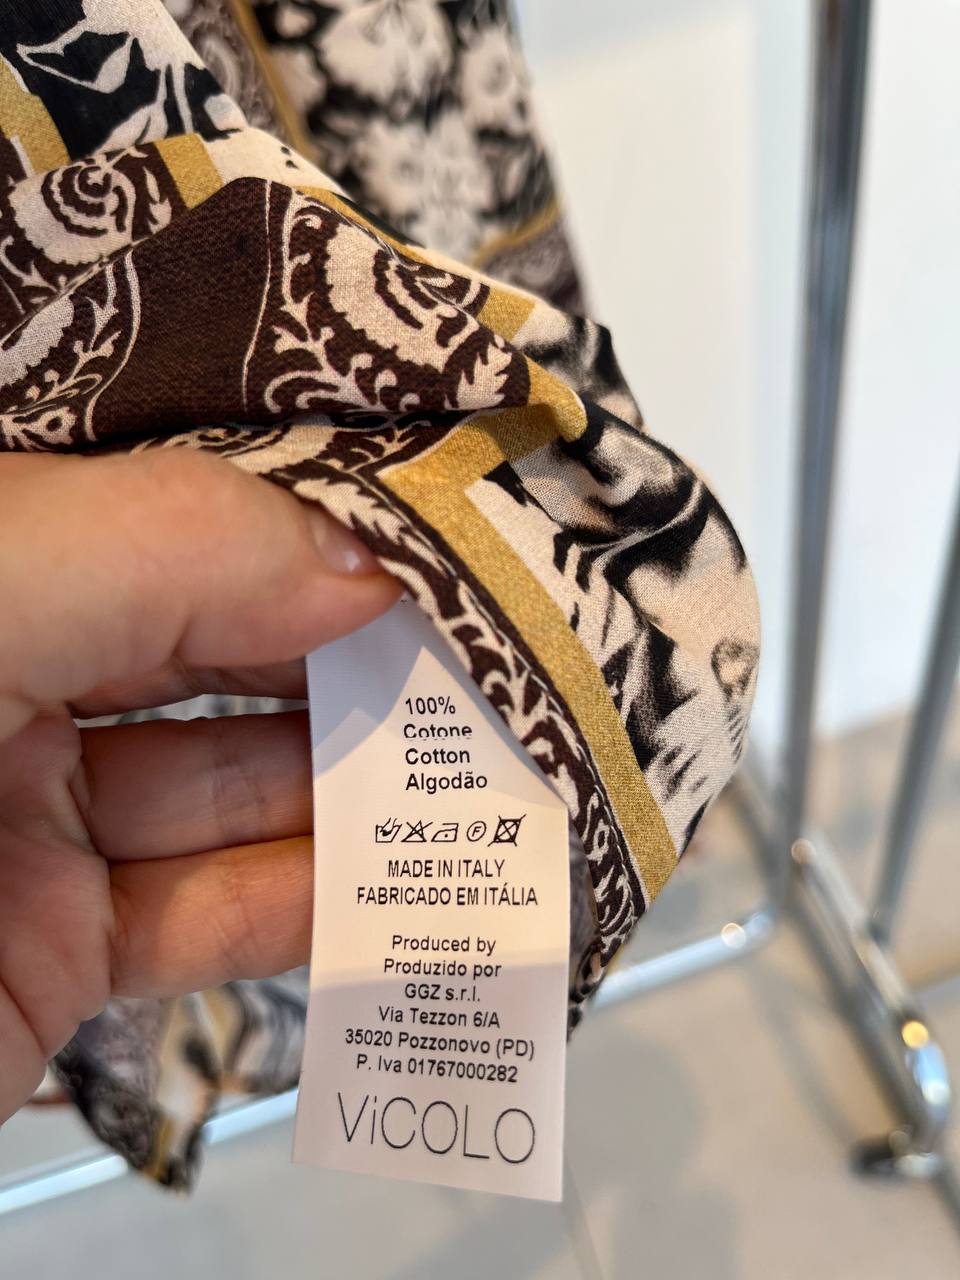 100%
Cotone
Cotton
Algodão
F
MADE IN ITALY
FABRICADO EM ITÁLIA
Produced by
Produzido por
GGZ s.r.l.
Via Tezzon 6/A
35020 Pozzonovo (PD)
P. Iva 01767000282
ViCOLO